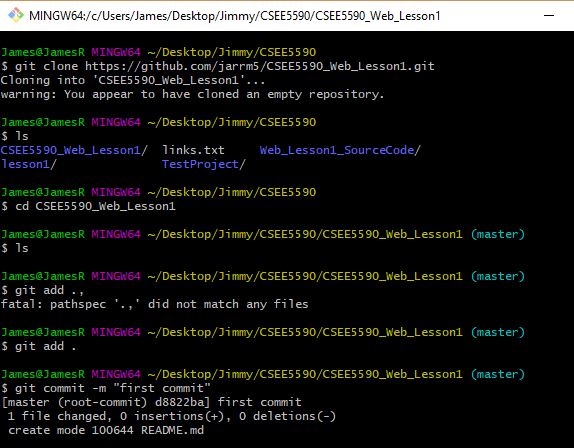 MINGW64:/c/Users/James/Desktop/Jimmy/CSEE5590/CSEE5590_Web_Lesson1
James@JamesR MINGW64 ~/Desktop/Jimmy/CSEE5590
$ git clone https://github.com/jarrm5/CSEE5590_Web_Lesson1.git
Cloning into 'CSEE5590_Web_Lesson1'...
warning: You appear to have cloned an empty repository.
James@JamesR MINGW64 ~/Desktop/Jimmy/CSEE5590
$ ls
CSEE5590_Web_Lesson1/  links.txt     Web_Lesson1_SourceCode/
lesson1/               TestProject/
James@JamesR MINGW64 ~/Desktop/Jimmy/CSEE5590
$ cd CSEE5590_Web_Lesson1
James@JamesR MINGW64 ~/Desktop/Jimmy/CSEE5590/CSEE5590_Web_Lesson1 (master)
$ ls
James@JamesR MINGW64 ~/Desktop/Jimmy/CSEE5590/CSEE5590_Web_Lesson1 (master)
$ git add .,
fatal: pathspec '.,' did not match any files
James@JamesR MINGW64 ~/Desktop/Jimmy/CSEE5590/CSEE5590_Web_Lesson1 (master)
$ git add .
James@JamesR MINGW64 ~/Desktop/Jimmy/CSEE5590/CSEE5590_Web_Lesson1 (master)
$ git commit -m "first commit"
[master (root-commit) d8822ba] first commit
 1 file changed, 0 insertions(+), 0 deletions(-)
 create mode 100644 README.md